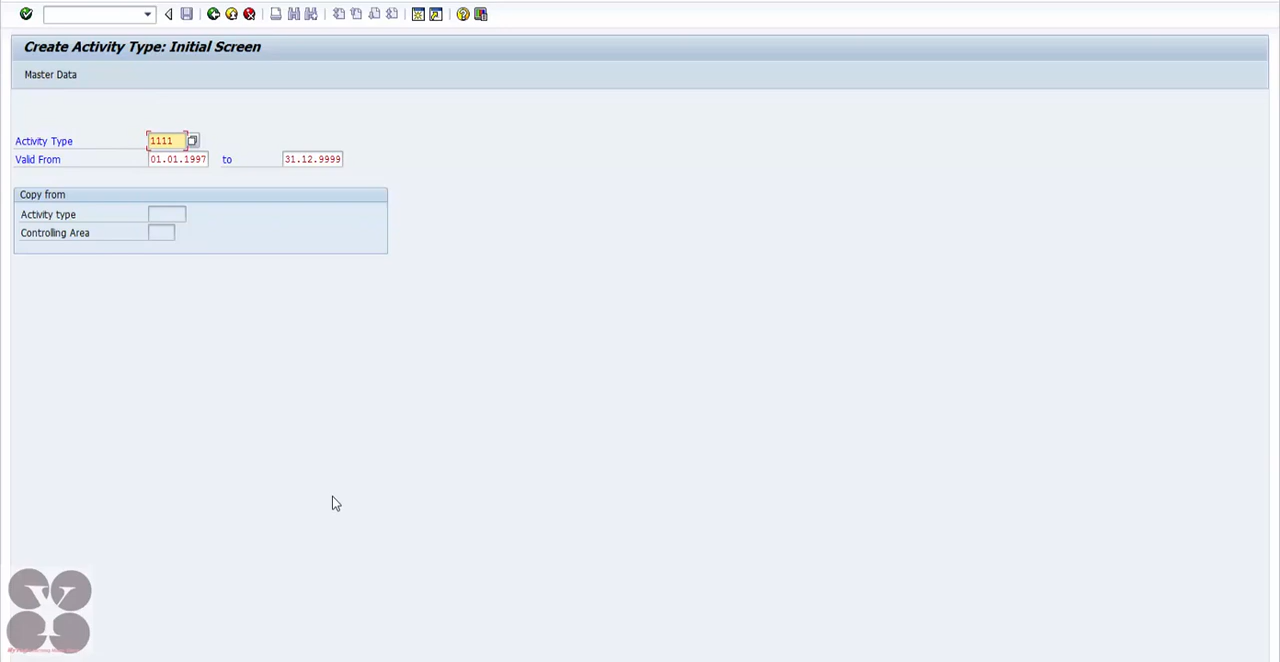 Create Activity Type: Initial Screen
Master Data
Activity Type 1111
Valid From 01.01.1997 to 31.12.9999
Copy from
Activity type
Controlling Area